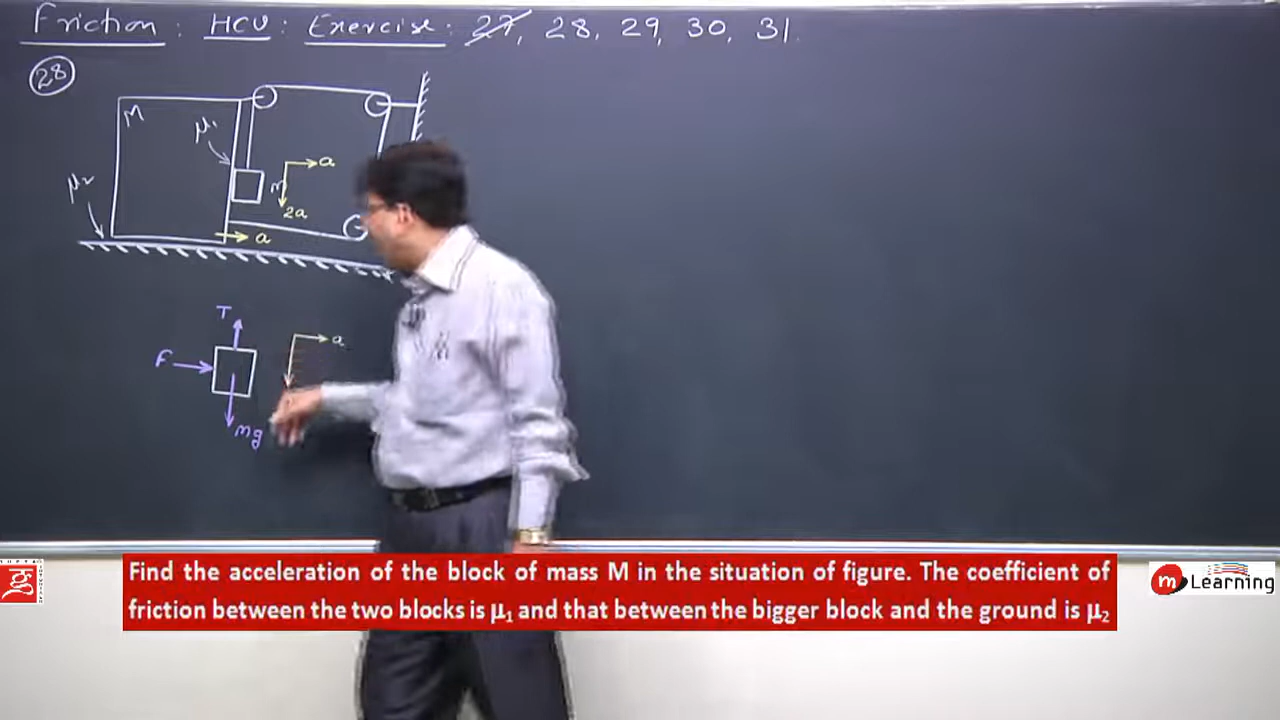 Friction : HCV : Exercise : 27, 28, 29, 30, 31.
28
M
μ1
μ2
m
a
2a
a
T
F
a
mg
Find the acceleration of the block of mass M in the situation of figure. The coefficient of
friction between the two blocks is μ1 and that between the bigger block and the ground is μ2
m Learning